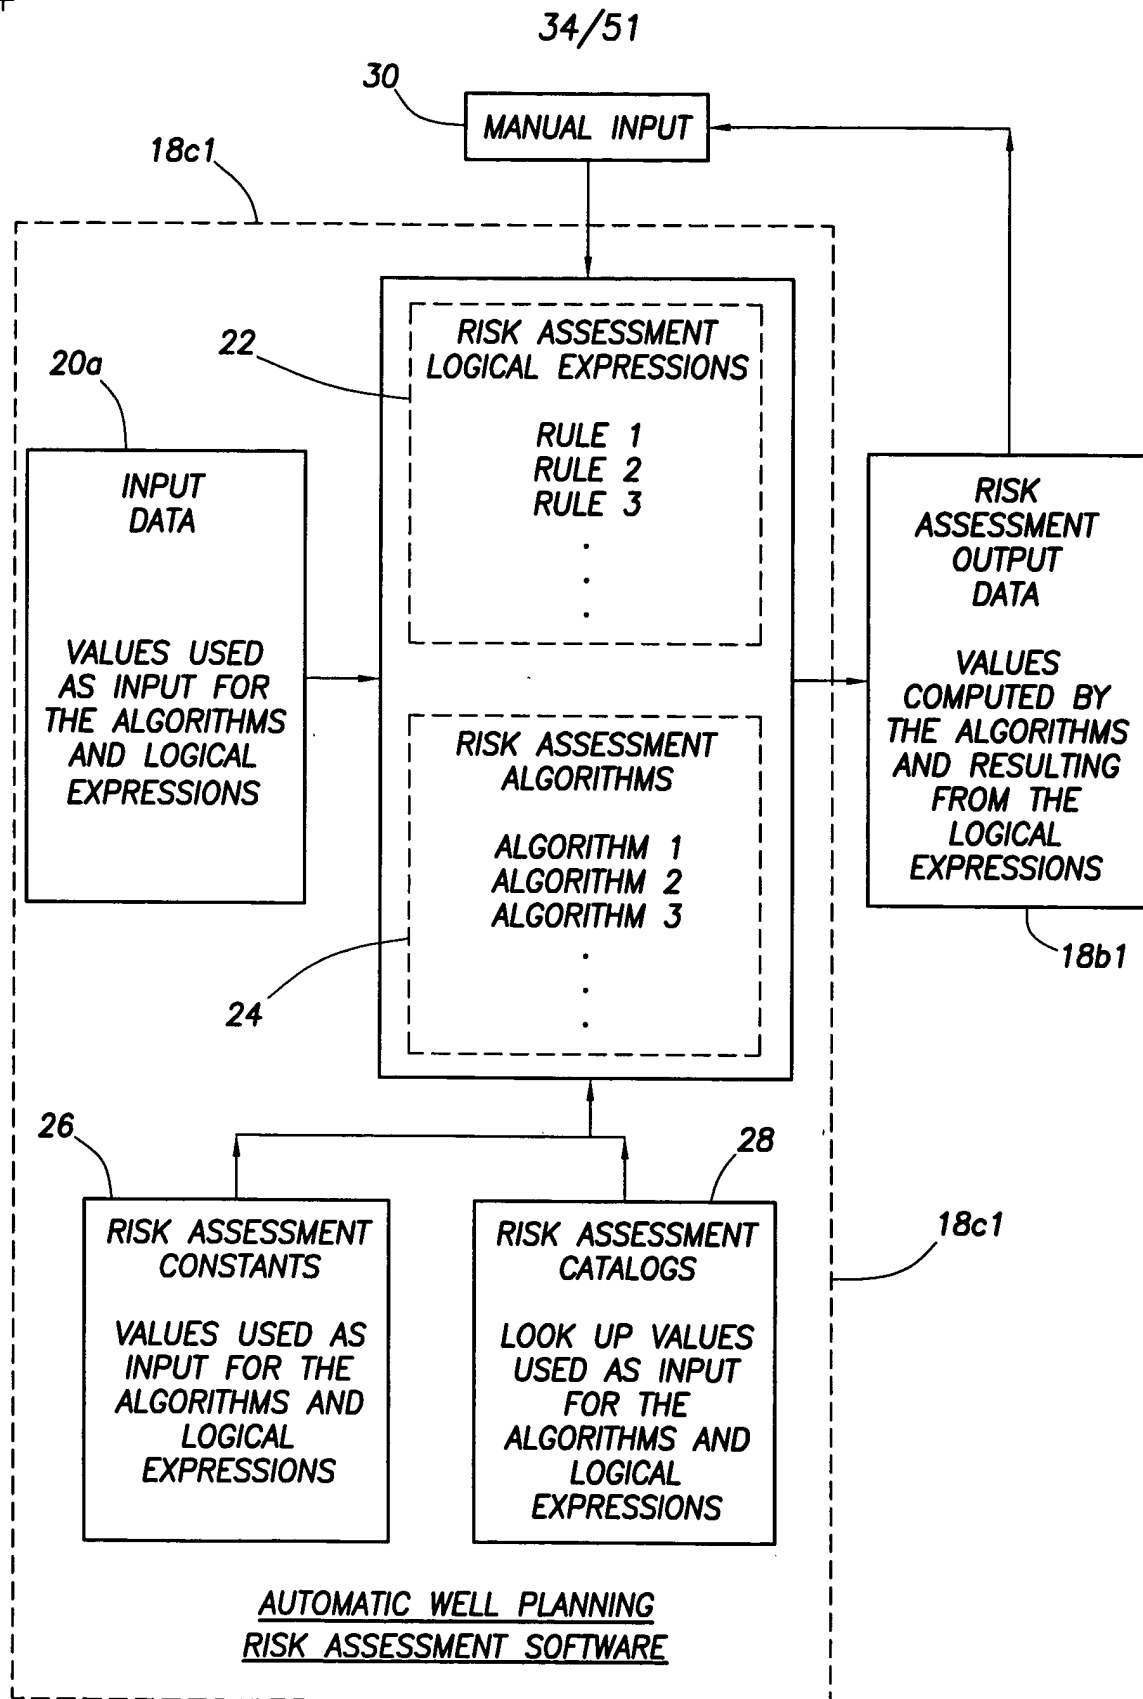 34/51
30
MANUAL INPUT
18c1
22
RISK ASSESSMENT
LOGICAL EXPRESSIONS
RULE 1
RULE 2
RULE 3
.
.
.
20a
INPUT
DATA
VALUES USED
AS INPUT FOR
THE ALGORITHMS
AND LOGICAL
EXPRESSIONS
RISK ASSESSMENT
ALGORITHMS
ALGORITHM 1
ALGORITHM 2
ALGORITHM 3
.
.
.
24
RISK
ASSESSMENT
OUTPUT
DATA
VALUES
COMPUTED BY
THE ALGORITHMS
AND RESULTING
FROM THE
LOGICAL
EXPRESSIONS
18b1
26
RISK ASSESSMENT
CONSTANTS
VALUES USED AS
INPUT FOR THE
ALGORITHMS AND
LOGICAL
EXPRESSIONS
28
RISK ASSESSMENT
CATALOGS
LOOK UP VALUES
USED AS INPUT
FOR THE
ALGORITHMS AND
LOGICAL
EXPRESSIONS
18c1
AUTOMATIC WELL PLANNING
RISK ASSESSMENT SOFTWARE